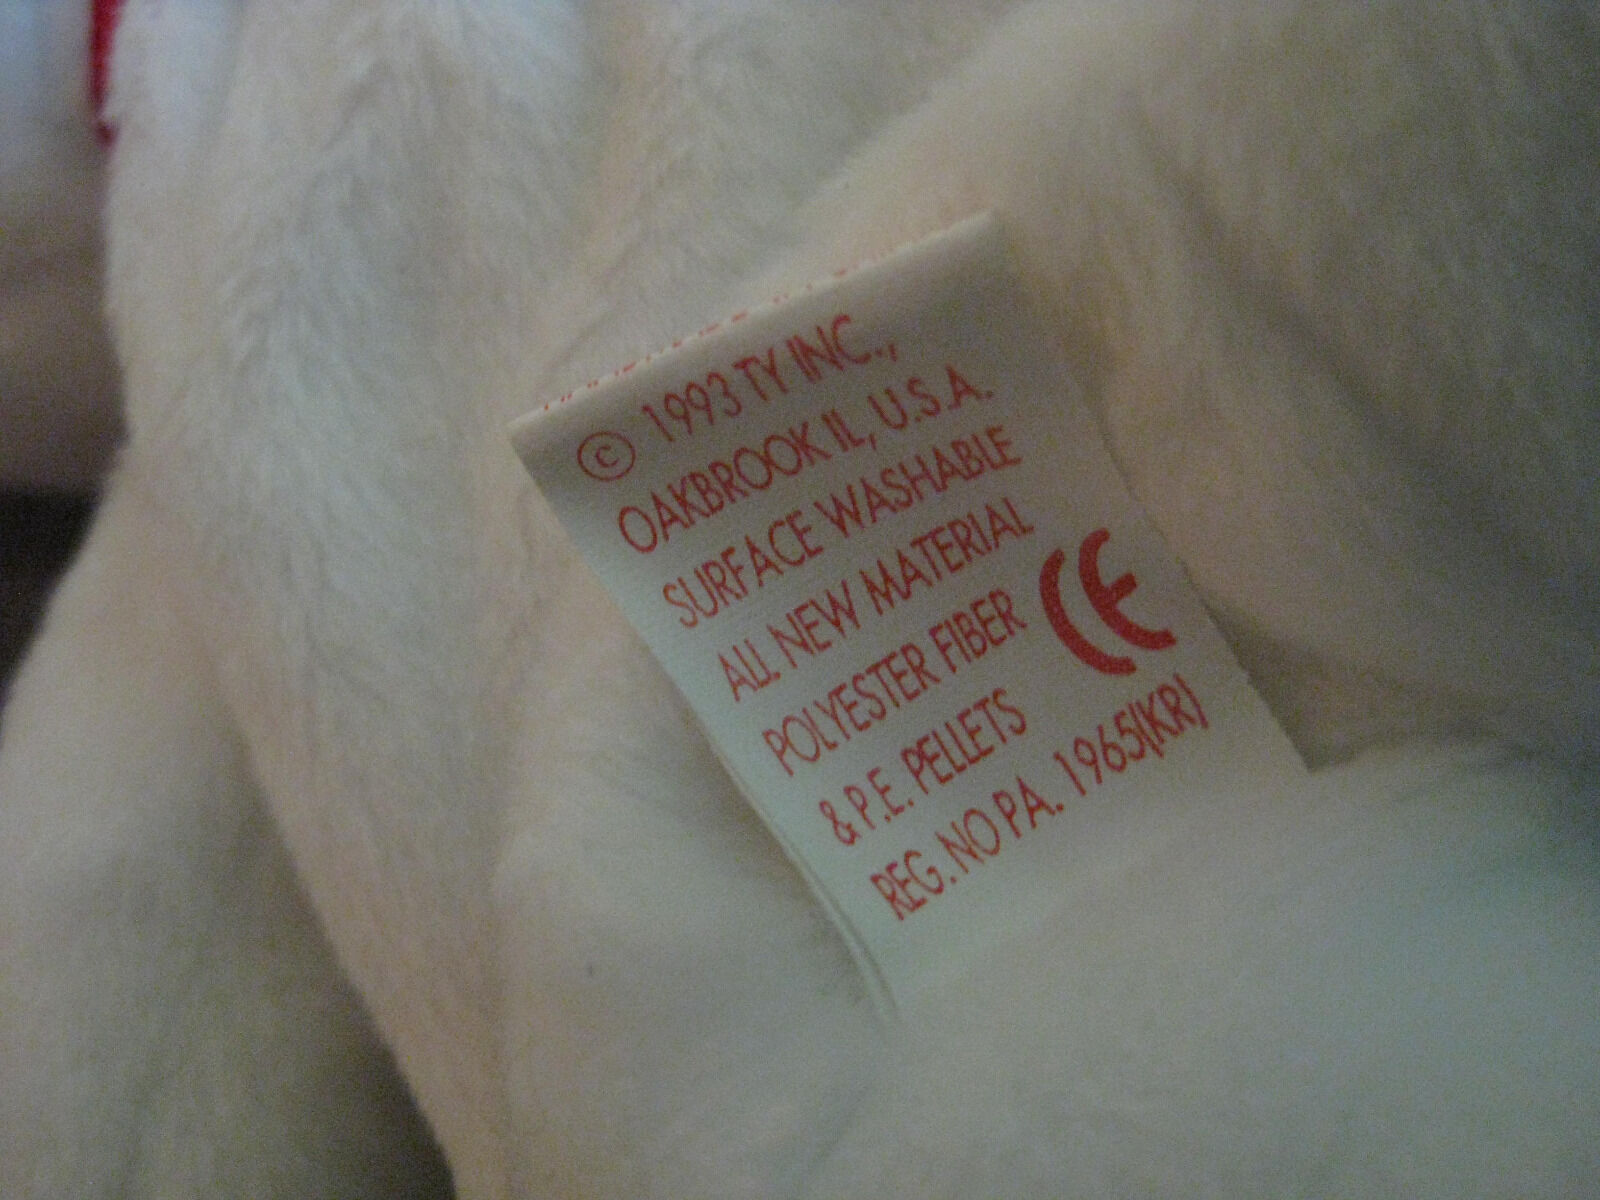 © 1993 TY INC.,
OAKBROOK IL, U.S.A.
SURFACE WASHABLE
ALL NEW MATERIAL
POLYESTER FIBER
& P.E. PELLETS CE
REG. NO PA. 1965(KR)